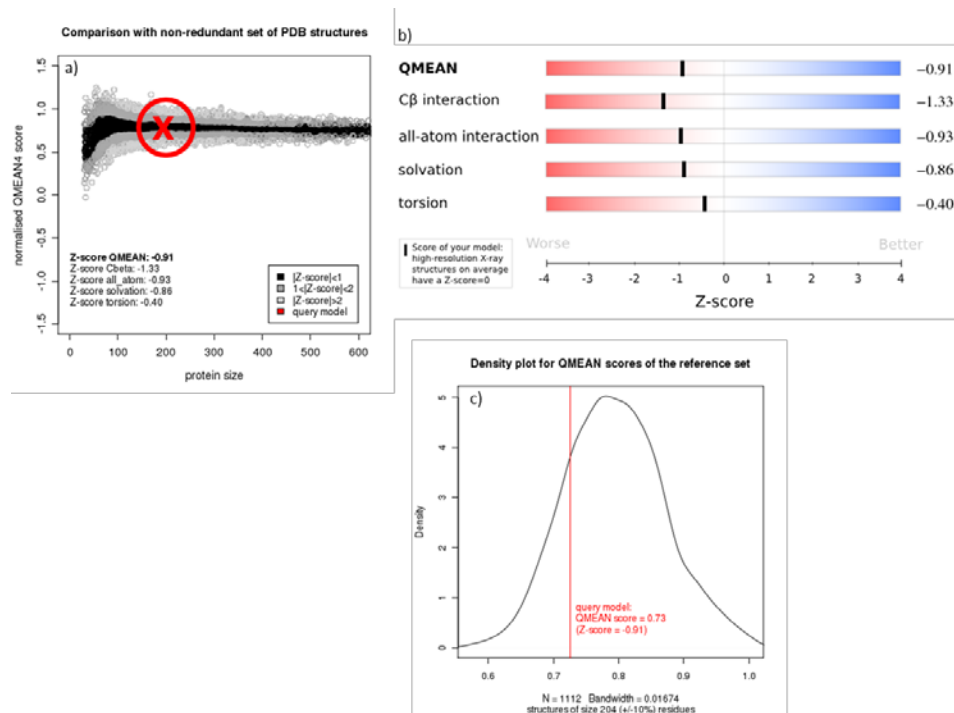 Comparison with non-redundant set of PDB structures
a)
normalised QMEAN4 score
1.5
1.0
0.5
0.0
-0.5
-1.0
-1.5
X
Z-score QMEAN: -0.91
Z-score Cbeta: -1.33
Z-score all_atom: -0.93
Z-score solvation: -0.86
Z-score torsion: -0.40
|Z-score|<1
1<|Z-score|<2
|Z-score|>2
query model
0 100 200 300 400 500 600
protein size
b)
QMEAN -0.91
Cβ interaction -1.33
all-atom interaction -0.93
solvation -0.86
torsion -0.40
Worse Better
Score of your model:
high-resolution X-ray
structures on average
have a Z-score=0
-4 -3 -2 -1 0 1 2 3 4
Z-score
Density plot for QMEAN scores of the reference set
c)
Density
5
4
3
2
1
0
query model:
QMEAN score = 0.73
(Z-score = -0.91)
0.6 0.7 0.8 0.9 1.0
N = 1112 Bandwidth = 0.01674
structures of size 204 (+/-10%) residues